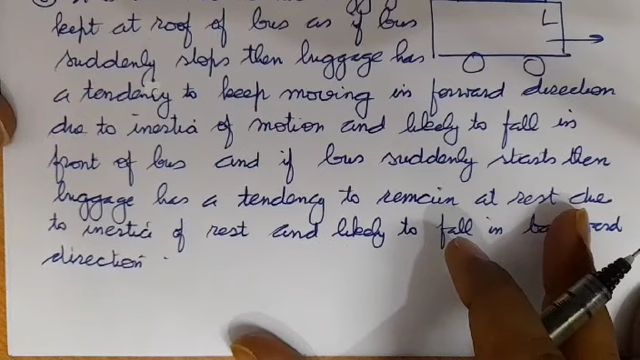 kept at roof of bus as if bus
suddenly stops then luggage has
a tendency to keep moving in forward direction
due to inertia of motion and likely to fall in
front of bus and if bus suddenly starts then
luggage has a tendency to remain at rest due
to inertia of rest and likely to fall in
direction.
L